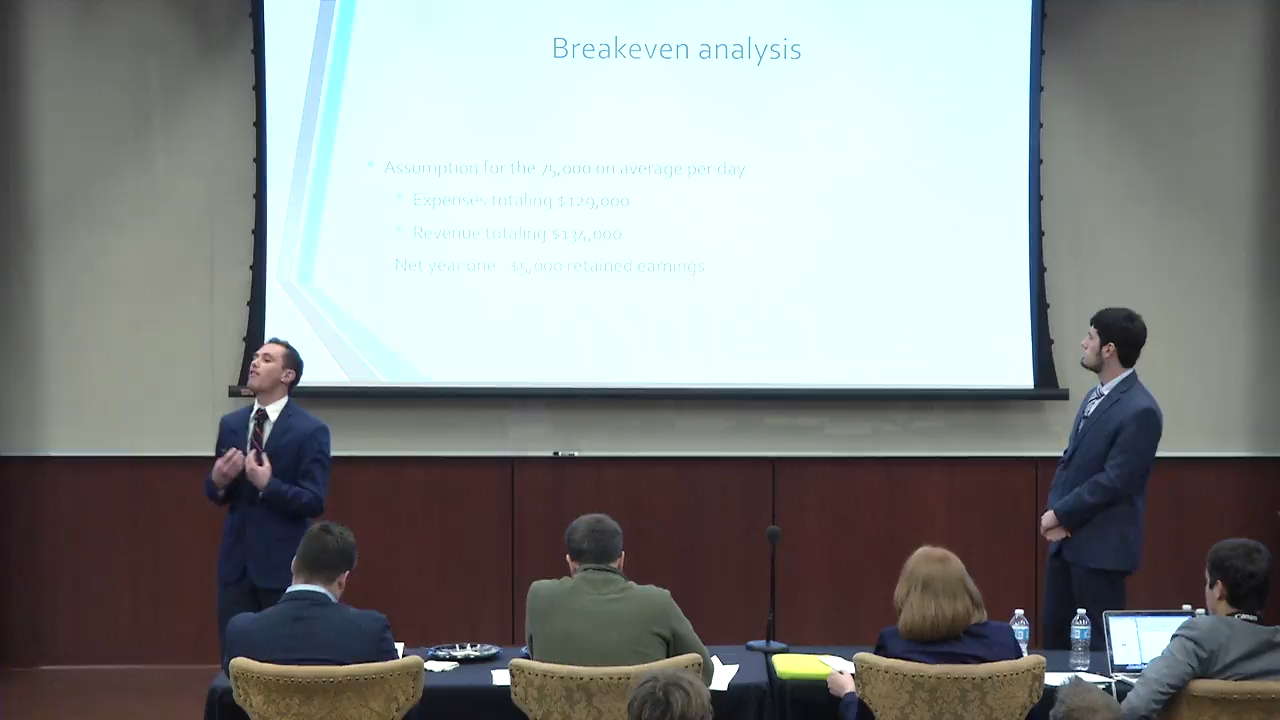 Breakeven analysis
Assumption for the 75,000 on average per day
Expenses totaling $129,000
Revenue totaling $134,000
Net year one $5,000 retained earnings